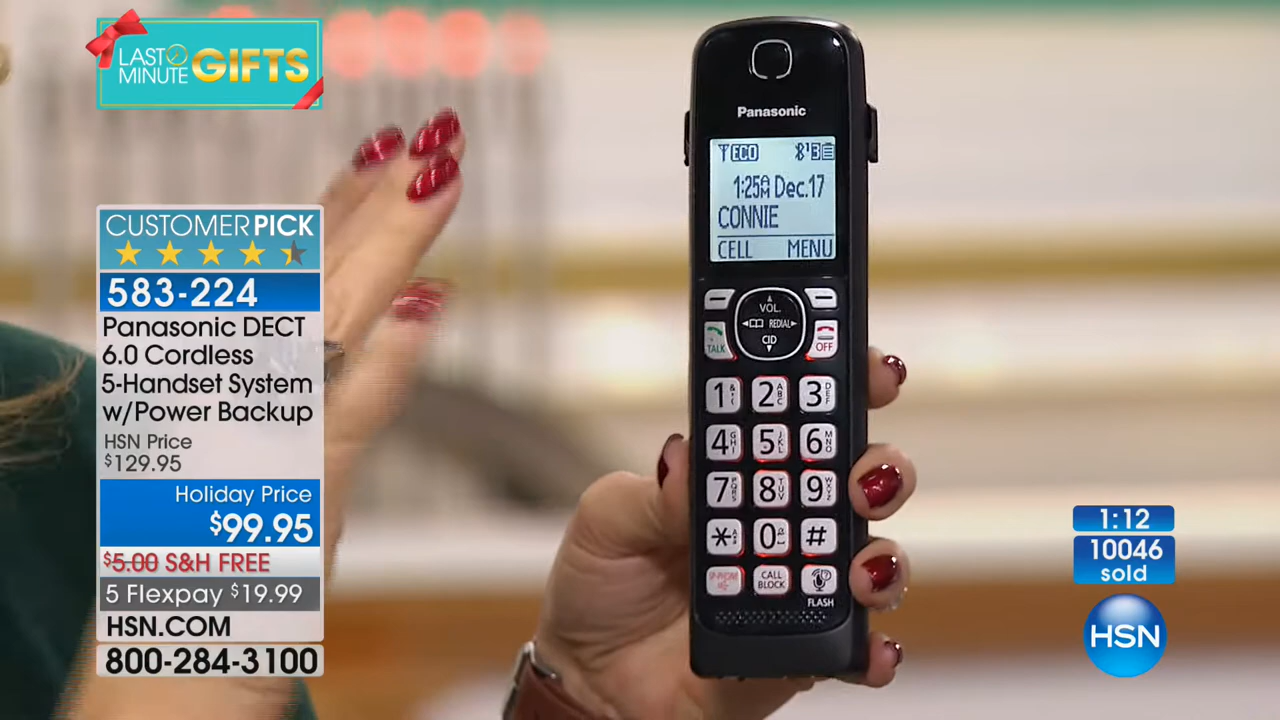 LAST
MINUTE
GIFTS
CUSTOMER PICK
583-224
Panasonic DECT
6.0 Cordless
5-Handset System
w/Power Backup
HSN Price
$129.95
Holiday Price
$99.95
$5.00 S&H FREE
5 Flexpay $19.99
HSN.COM
800-284-3100
Panasonic
ECO 3
1:25AM Dec.17
CONNIE
CELL MENU
VOL.
REDIAL
CID
TALK
OFF
1 2 ABC 3 DEF
4 GHI 5 JKL 6 MNO
7 PQRS 8 TUV 9 WXYZ
* 0 #
SP-PHONE CALL BLOCK
FLASH
1:12
10046
sold
HSN